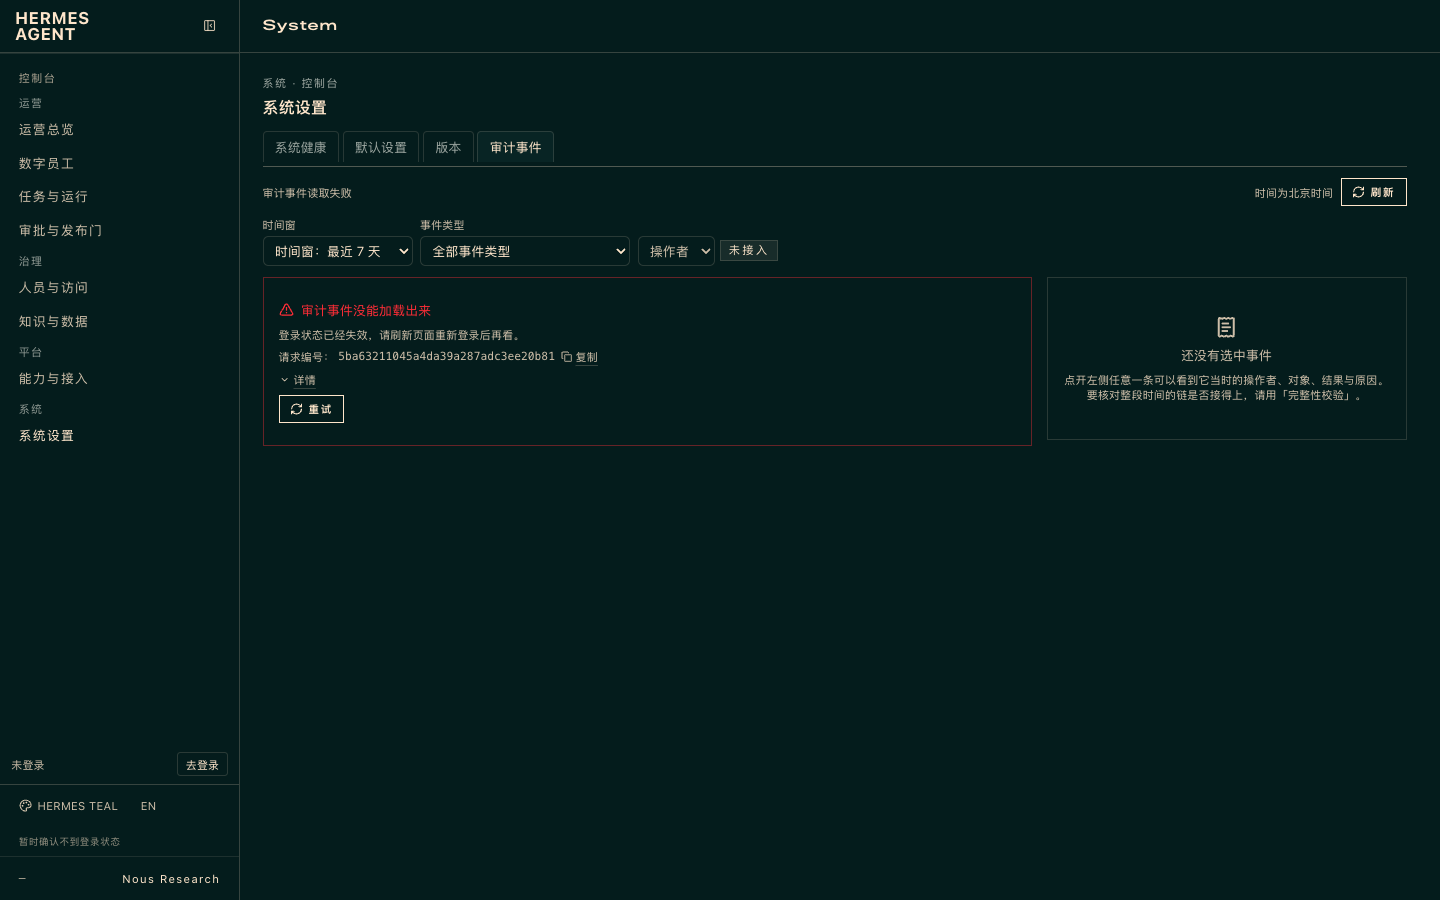 HERMES
AGENT
System
控制台
运营
运营总览
数字员工
任务与运行
审批与发布门
治理
人员与访问
知识与数据
平台
能力与接入
系统
系统设置
未登录
去登录
HERMES TEAL
EN
暂时确认不到登录状态
—
Nous Research
系统 · 控制台
系统设置
系统健康
默认设置
版本
审计事件
审计事件读取失败
时间为北京时间
刷新
时间窗
事件类型
时间窗：最近 7 天
全部事件类型
操作者
未接入
审计事件没能加载出来
登录状态已经失效，请刷新页面重新登录后再看。
请求编号： 5ba63211045a4da39a287adc3ee20b81 复制
详情
重试
还没有选中事件
点开左侧任意一条可以看到它当时的操作者、对象、结果与原因。
要核对整段时间的链是否接得上，请用「完整性校验」。